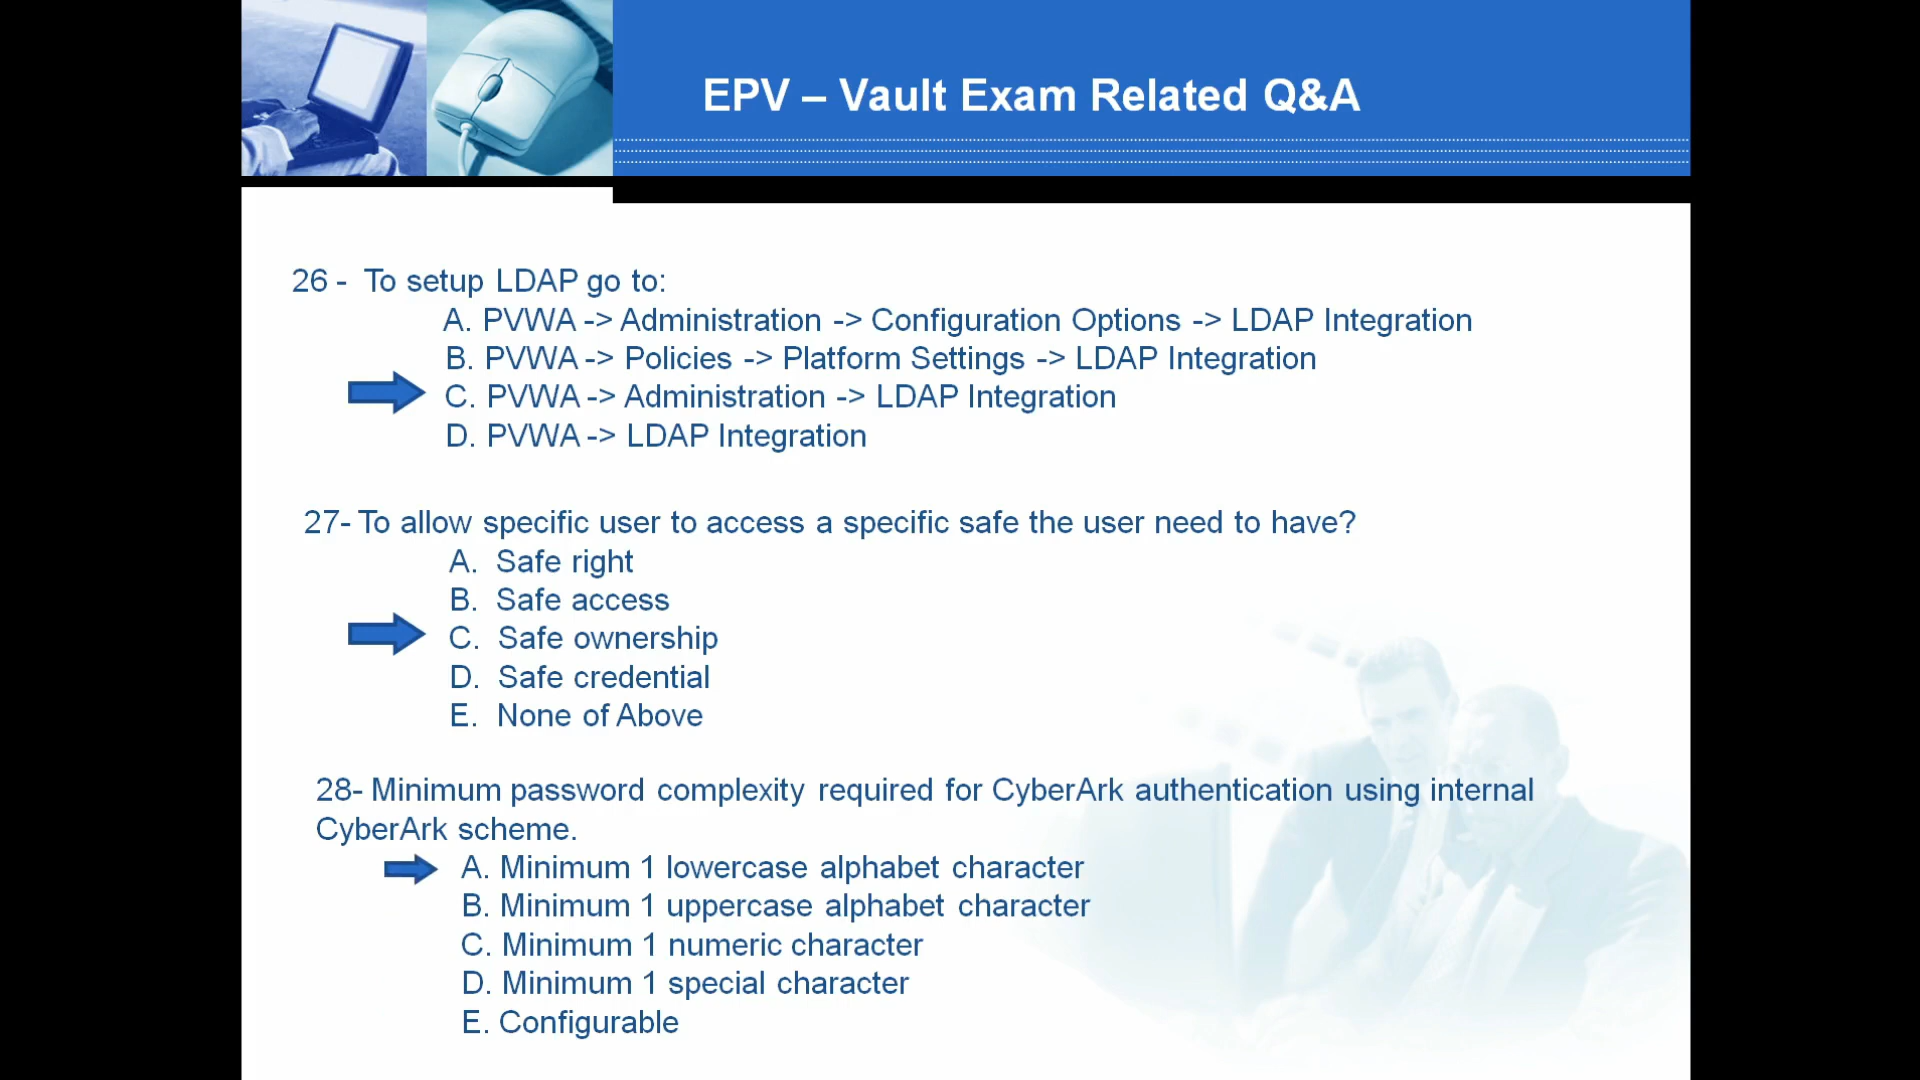 EPV – Vault Exam Related Q&A
26 - To setup LDAP go to:
A. PVWA -> Administration -> Configuration Options -> LDAP Integration
B. PVWA -> Policies -> Platform Settings -> LDAP Integration
C. PVWA -> Administration -> LDAP Integration
D. PVWA -> LDAP Integration
27- To allow specific user to access a specific safe the user need to have?
A. Safe right
B. Safe access
C. Safe ownership
D. Safe credential
E. None of Above
28- Minimum password complexity required for CyberArk authentication using internal
CyberArk scheme.
A. Minimum 1 lowercase alphabet character
B. Minimum 1 uppercase alphabet character
C. Minimum 1 numeric character
D. Minimum 1 special character
E. Configurable